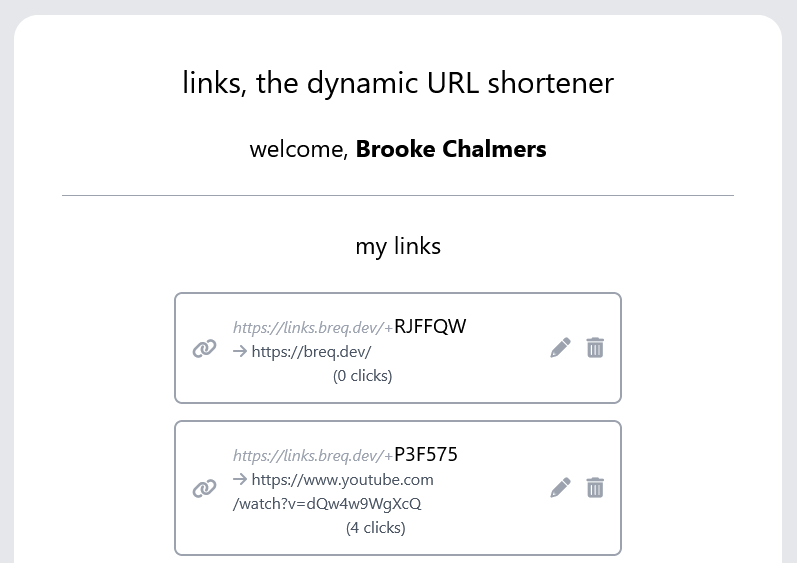 links, the dynamic URL shortener
welcome, Brooke Chalmers
my links
https://links.breq.dev/+RJFFQW
→ https://breq.dev/
(0 clicks)
https://links.breq.dev/+P3F575
→ https://www.youtube.com
/watch?v=dQw4w9WgXcQ
(4 clicks)